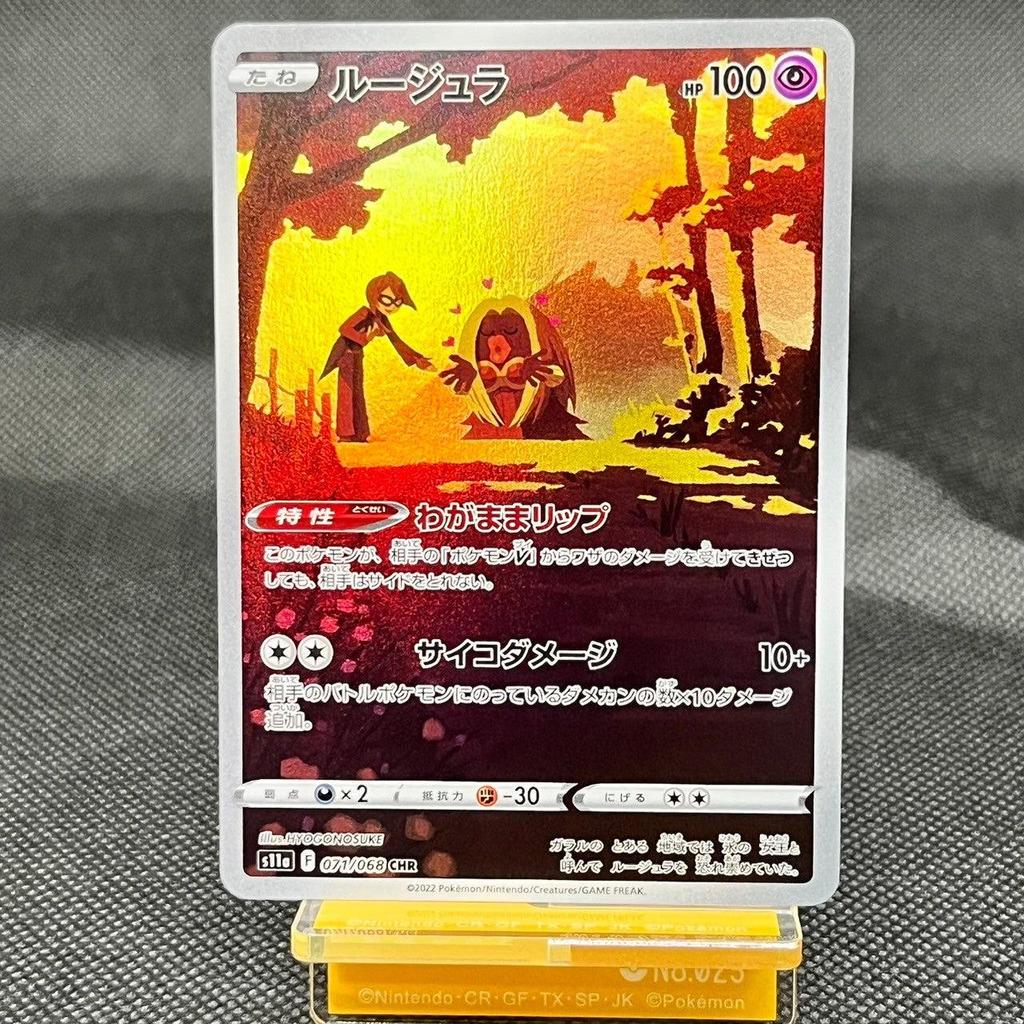 たね ルージュラ HP 100
特性 とくせい わがままリップ
このポケモンが、相手の「ポケモンV」からワザのダメージを受けてきぜつ
しても、相手はサイドをとれない。
サイコダメージ 10+
相手のバトルポケモンにのっているダメカンの数×10ダメージ
追加。
弱点 ×2 抵抗力 -30 にげる
illus. HYOGONOSUKE
s11a F 071/068 CHR
ガラルの とある 地域では 氷の 女王と
呼んで ルージュラを 恐れ崇めていた。
©2022 Pokémon/Nintendo/Creatures/GAME FREAK.
No.025
©Nintendo・CR・GF・TX・SP・JK ©Pokémon